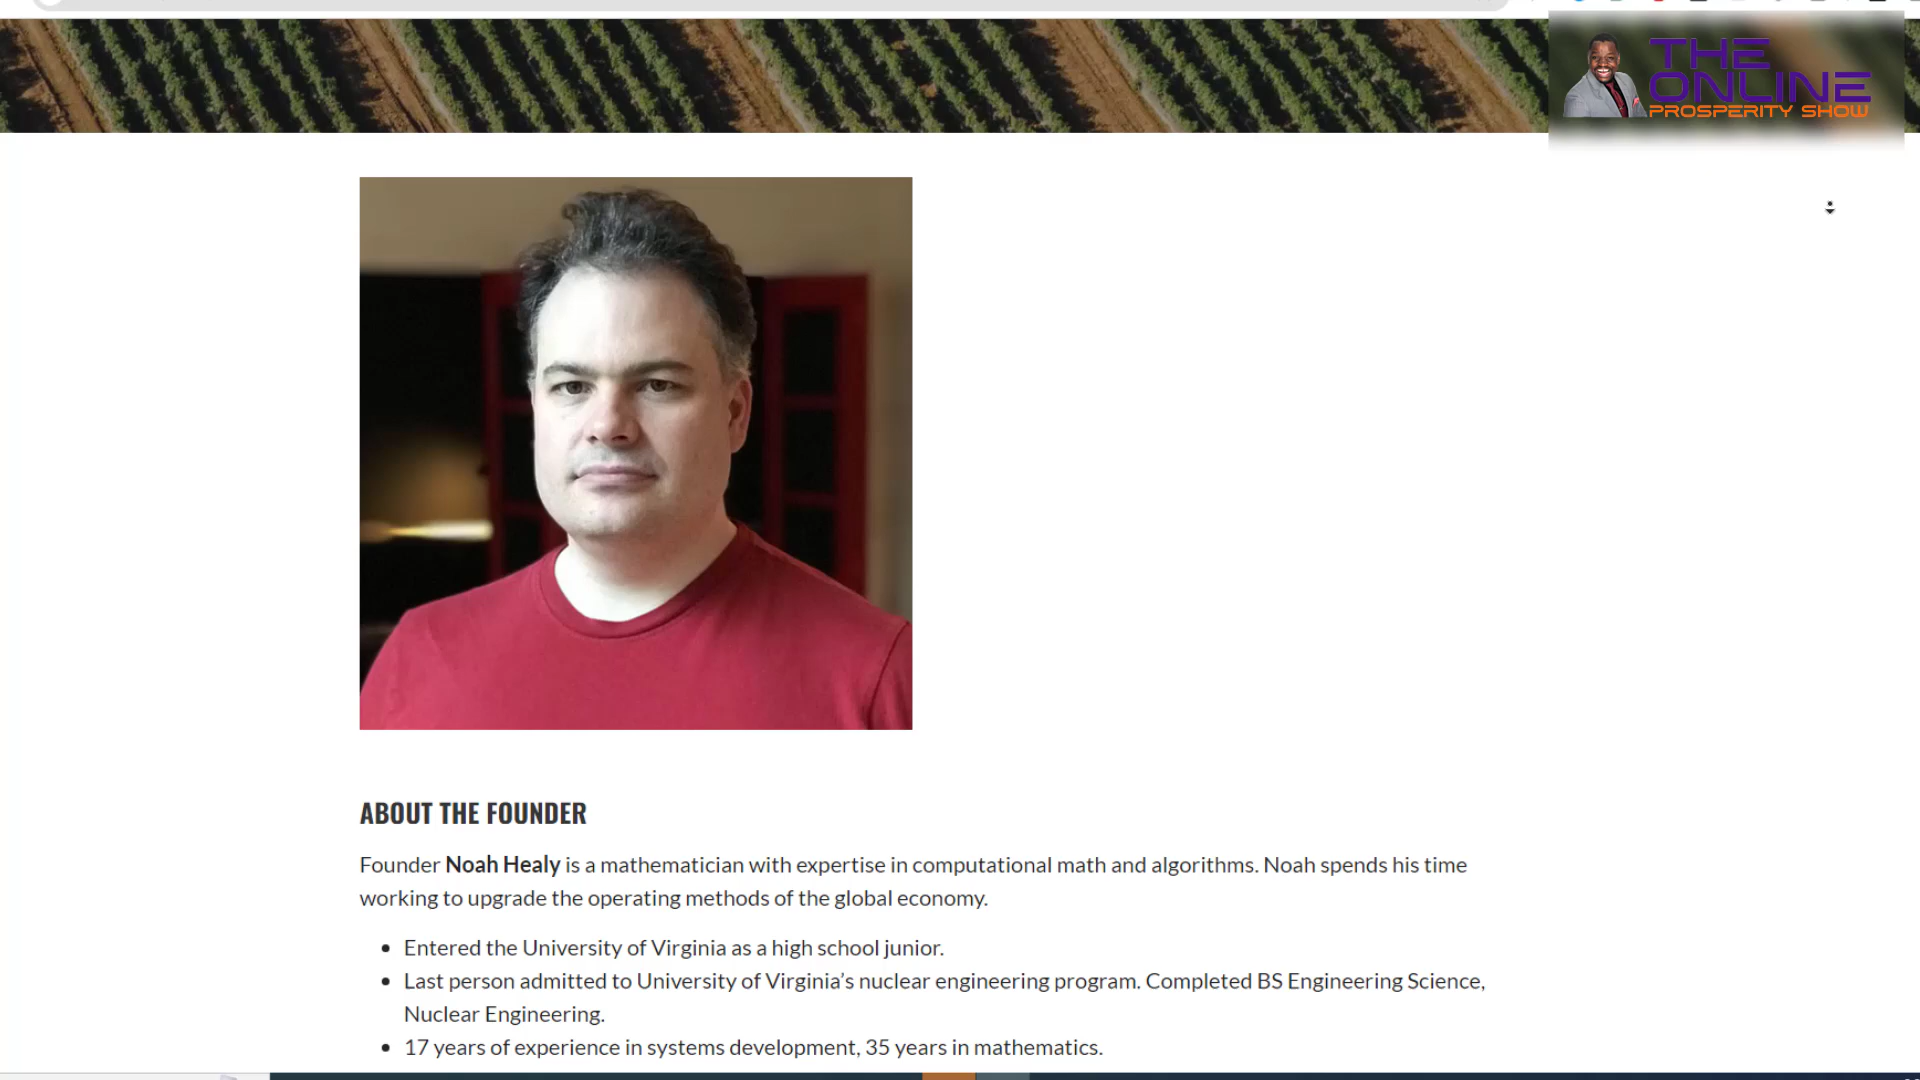 THE
ONLINE
PROSPERITY SHOW
ABOUT THE FOUNDER
Founder Noah Healy is a mathematician with expertise in computational math and algorithms. Noah spends his time
working to upgrade the operating methods of the global economy.
• Entered the University of Virginia as a high school junior.
• Last person admitted to University of Virginia’s nuclear engineering program. Completed BS Engineering Science,
Nuclear Engineering.
• 17 years of experience in systems development, 35 years in mathematics.